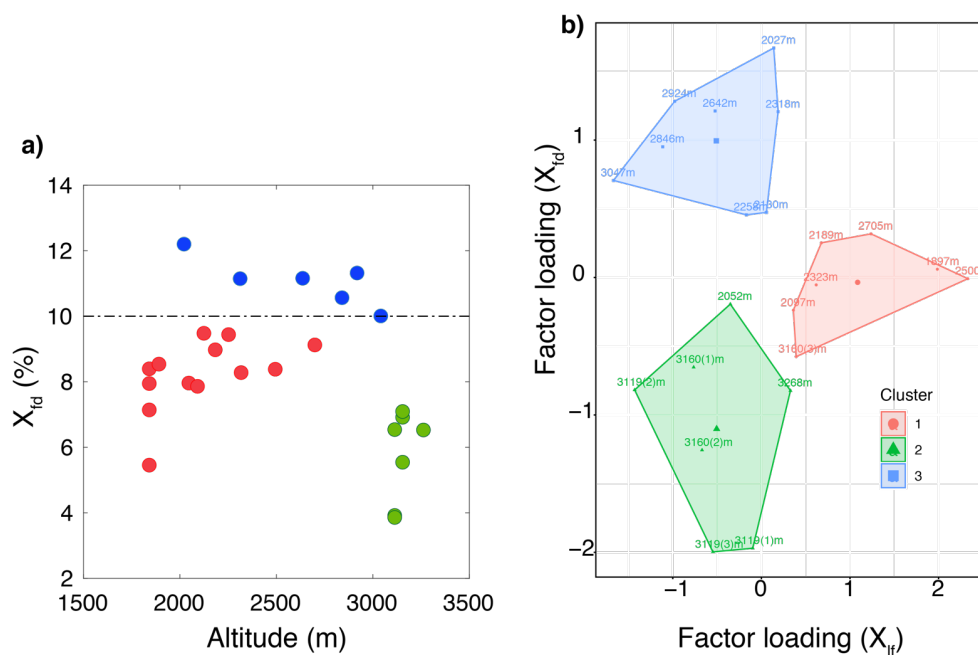 a)
X_fd (%)
14
12
10
8
6
4
2
1500 2000 2500 3000 3500
Altitude (m)
b)
Factor loading (X_fd)
1
0
−1
−2
2027m
2924m
2642m
2318m
2846m
3047m
2258m
2130m
2705m
2189m
1897m
2500
2323m
2097m
3160(3)m
2052m
3160(1)m
3119(2)m
3268m
3160(2)m
3119(3)m
3119(1)m
Cluster
1
2
3
−1 0 1 2
Factor loading (X_lf)